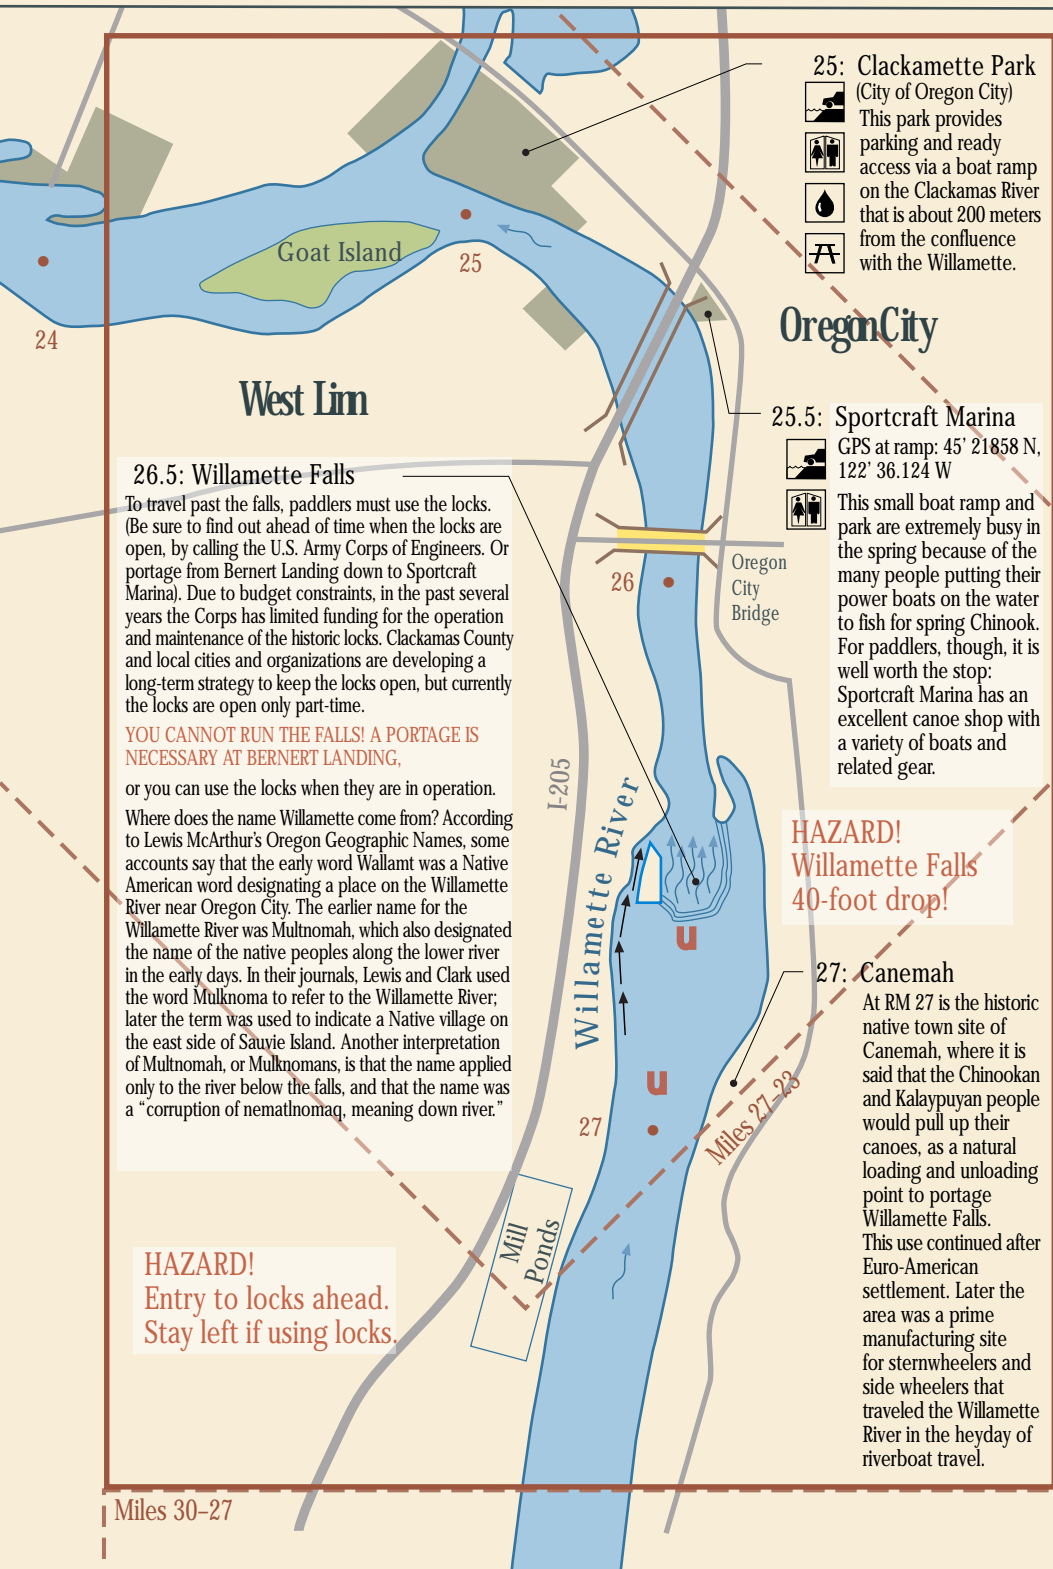 25: Clackamette Park
(City of Oregon City)
This park provides
parking and ready
access via a boat ramp
on the Clackamas River
that is about 200 meters
from the confluence
with the Willamette.
Goat Island
25
24
Oregon City
West Linn
25.5: Sportcraft Marina
GPS at ramp: 45' 21858 N,
122' 36.124 W
This small boat ramp and
park are extremely busy in
the spring because of the
many people putting their
power boats on the water
to fish for spring Chinook.
For paddlers, though, it is
well worth the stop:
Sportcraft Marina has an
excellent canoe shop with
a variety of boats and
related gear.
26.5: Willamette Falls
To travel past the falls, paddlers must use the locks.
(Be sure to find out ahead of time when the locks are
open, by calling the U.S. Army Corps of Engineers. Or
portage from Bernert Landing down to Sportcraft
Marina). Due to budget constraints, in the past several
years the Corps has limited funding for the operation
and maintenance of the historic locks. Clackamas County
and local cities and organizations are developing a
long-term strategy to keep the locks open, but currently
the locks are open only part-time.
YOU CANNOT RUN THE FALLS! A PORTAGE IS
NECESSARY AT BERNERT LANDING,
or you can use the locks when they are in operation.
Where does the name Willamette come from? According
to Lewis McArthur's Oregon Geographic Names, some
accounts say that the early word Wallamt was a Native
American word designating a place on the Willamette
River near Oregon City. The earlier name for the
Willamette River was Multnomah, which also designated
the name of the native peoples along the lower river
in the early days. In their journals, Lewis and Clark used
the word Mulknoma to refer to the Willamette River;
later the term was used to indicate a Native village on
the east side of Sauvie Island. Another interpretation
of Multnomah, or Mulknomans, is that the name applied
only to the river below the falls, and that the name was
a “corruption of nematlnomaq, meaning down river.”
26
Oregon
City
Bridge
I-205
Willamette River
HAZARD!
Willamette Falls
40-foot drop!
u
u
27
27: Canemah
At RM 27 is the historic
native town site of
Canemah, where it is
said that the Chinookan
and Kalaypuyan people
would pull up their
canoes, as a natural
loading and unloading
point to portage
Willamette Falls.
This use continued after
Euro-American
settlement. Later the
area was a prime
manufacturing site
for sternwheelers and
side wheelers that
traveled the Willamette
River in the heyday of
riverboat travel.
Miles 27–23
Mill
Ponds
HAZARD!
Entry to locks ahead.
Stay left if using locks.
Miles 30–27